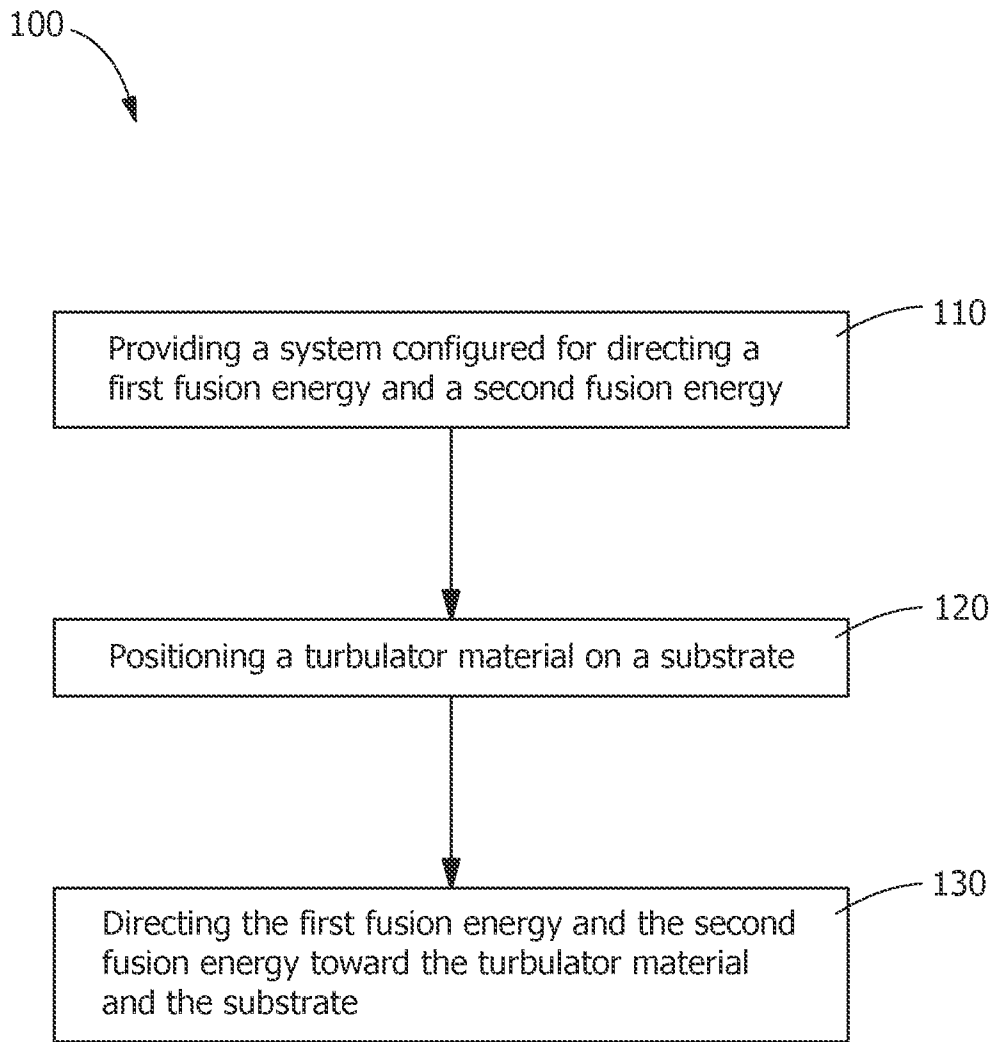 100
110
Providing a system configured for directing a
first fusion energy and a second fusion energy
120
Positioning a turbulator material on a substrate
130
Directing the first fusion energy and the second
fusion energy toward the turbulator material
and the substrate